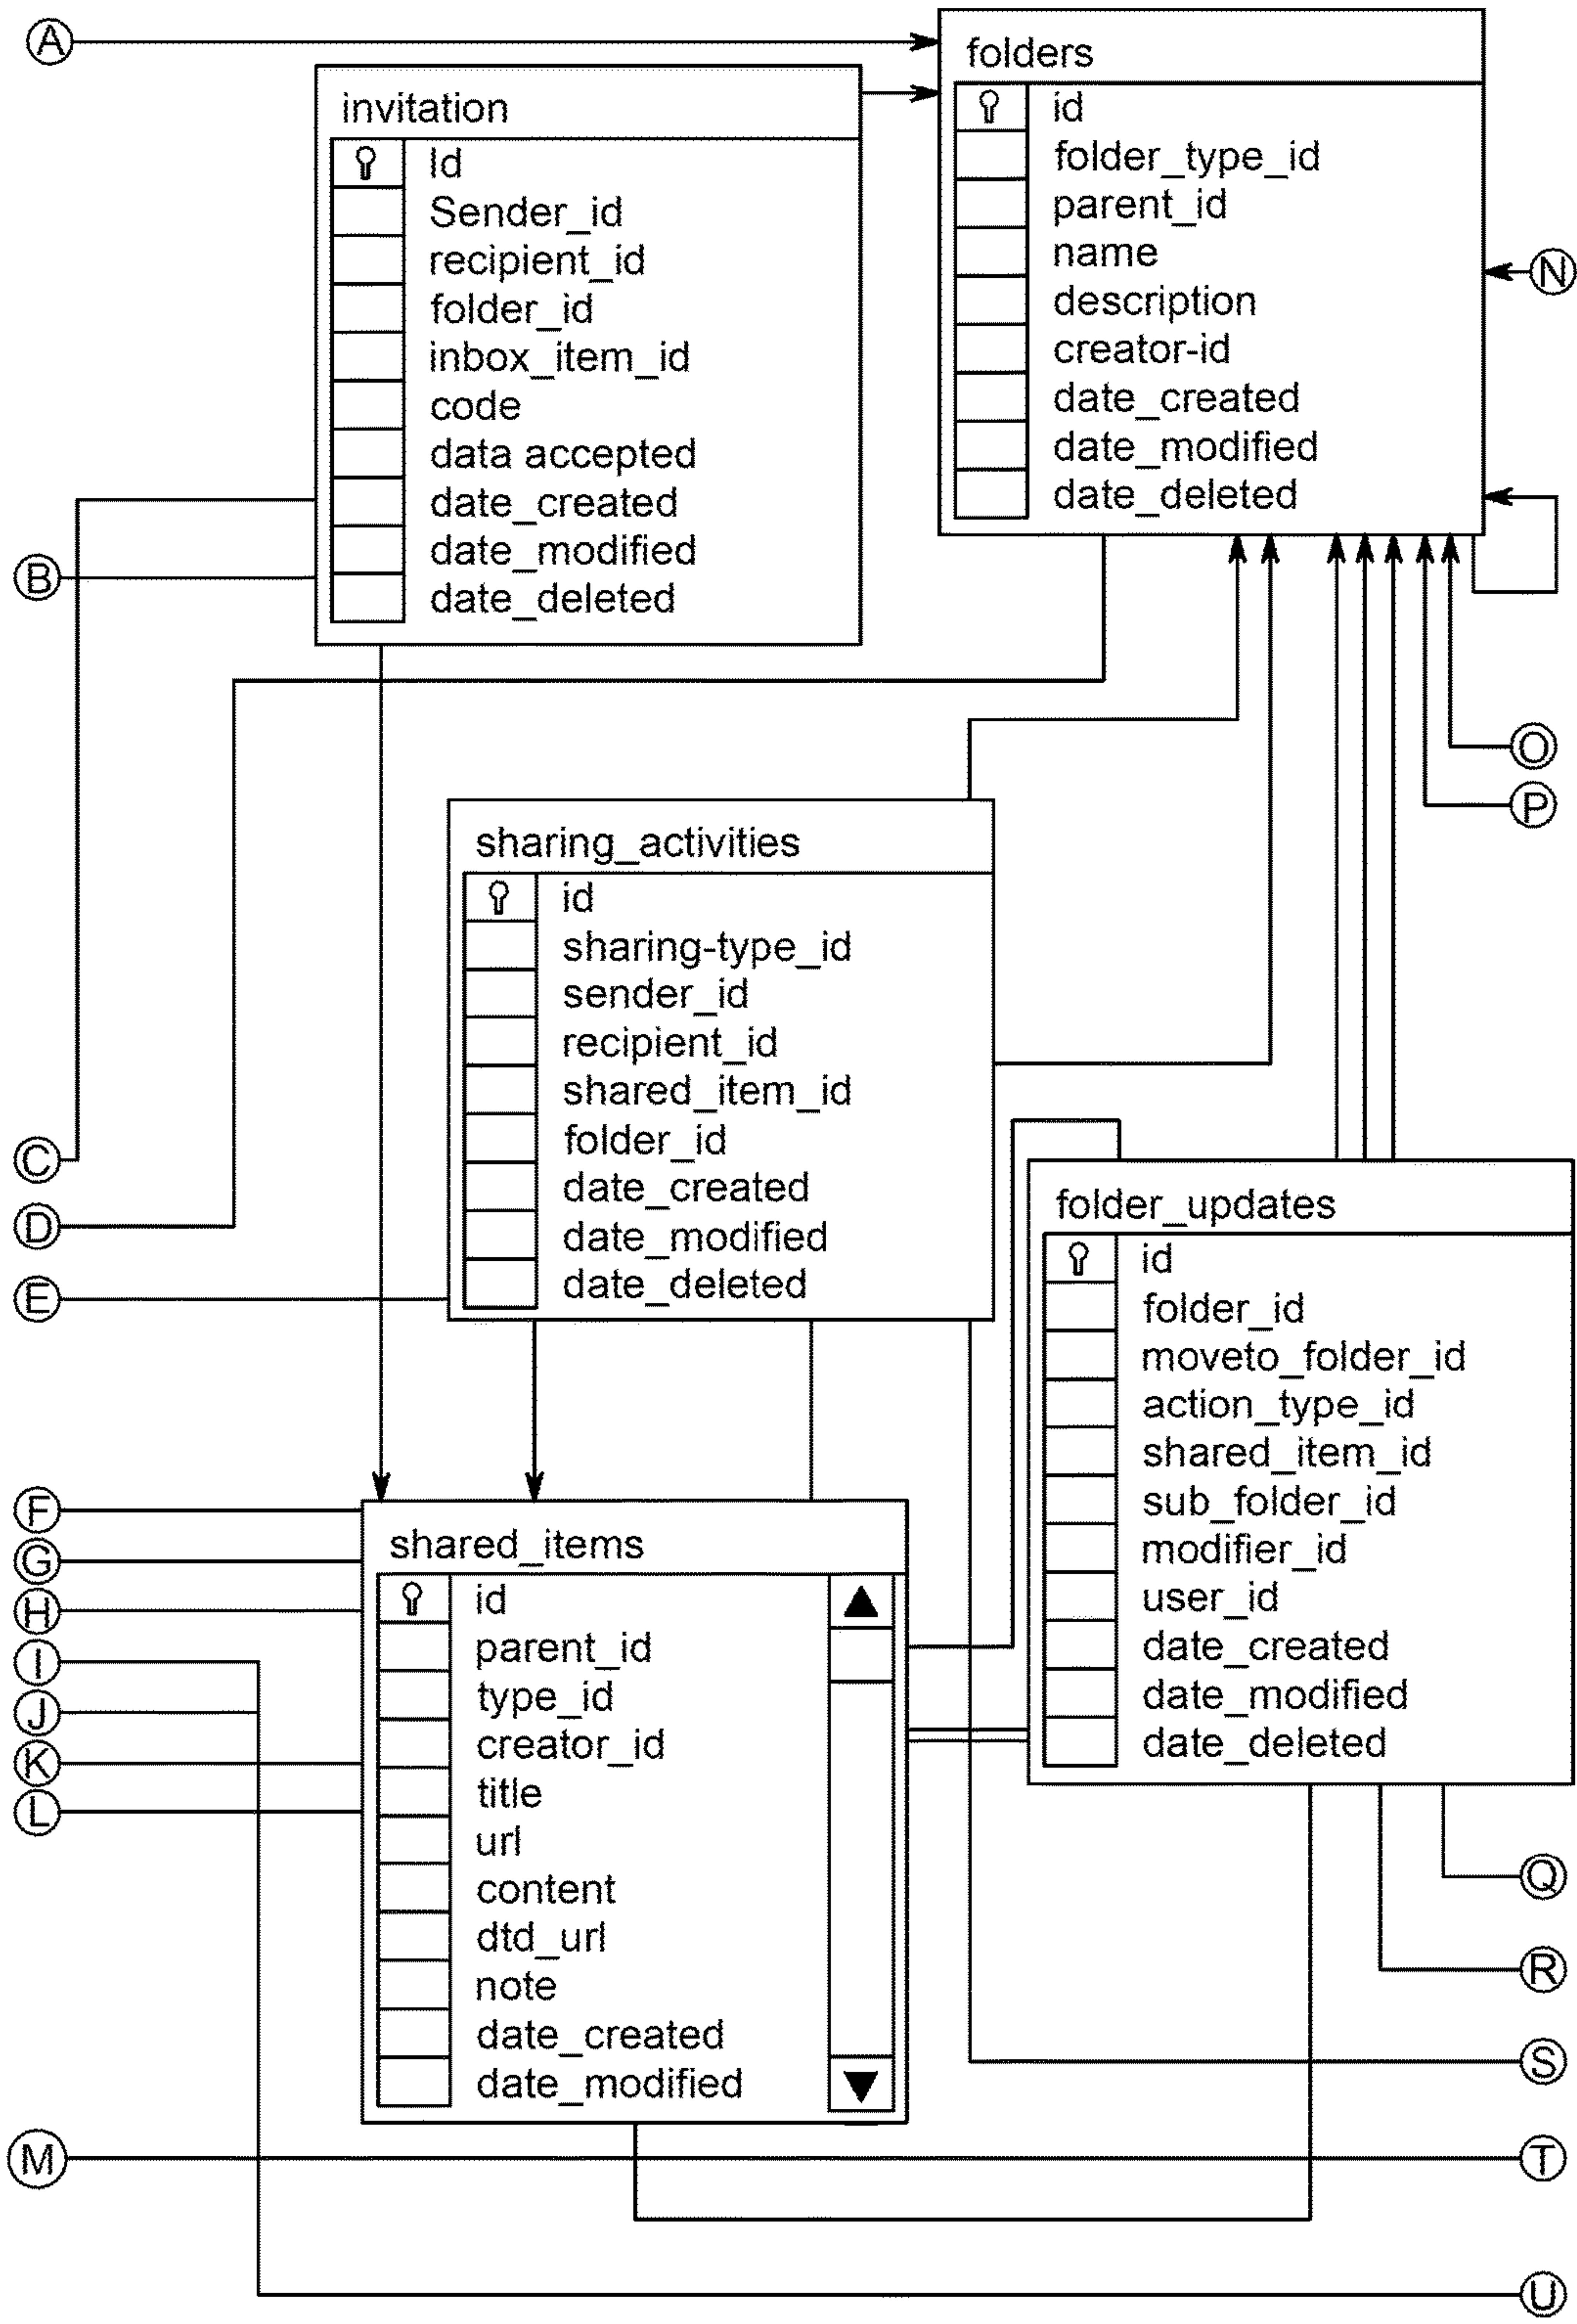 A
folders
id
folder_type_id
parent_id
name
description
creator-id
date_created
date_modified
date_deleted
invitation
Id
Sender_id
recipient_id
folder_id
inbox_item_id
code
data accepted
date_created
date_modified
date_deleted
N
B
O
P
sharing_activities
id
sharing-type_id
sender_id
recipient_id
shared_item_id
folder_id
date_created
date_modified
date_deleted
C
D
E
folder_updates
id
folder_id
moveto_folder_id
action_type_id
shared_item_id
sub_folder_id
modifier_id
user_id
date_created
date_modified
date_deleted
F
G
H
I
J
K
L
shared_items
id
parent_id
type_id
creator_id
title
url
content
dtd_url
note
date_created
date_modified
Q
R
S
M
T
U